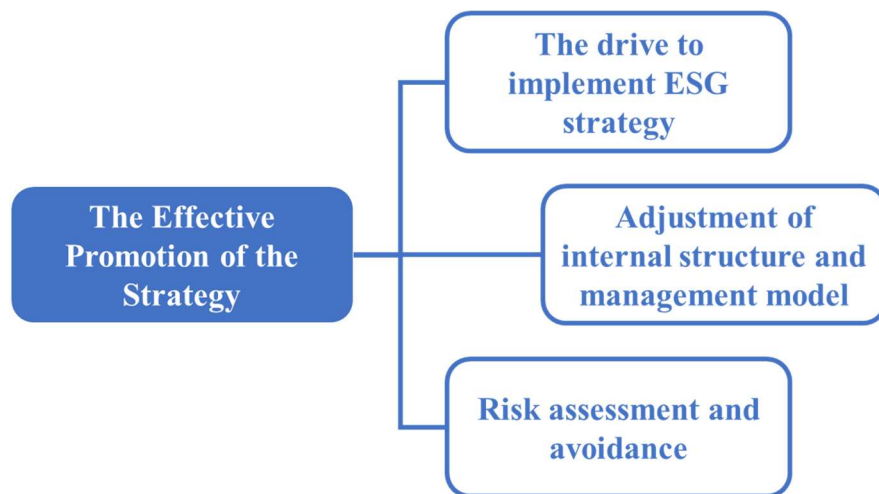 The drive to
implement ESG
strategy
The Effective
Promotion of the
Strategy
Adjustment of
internal structure and
management model
Risk assessment and
avoidance